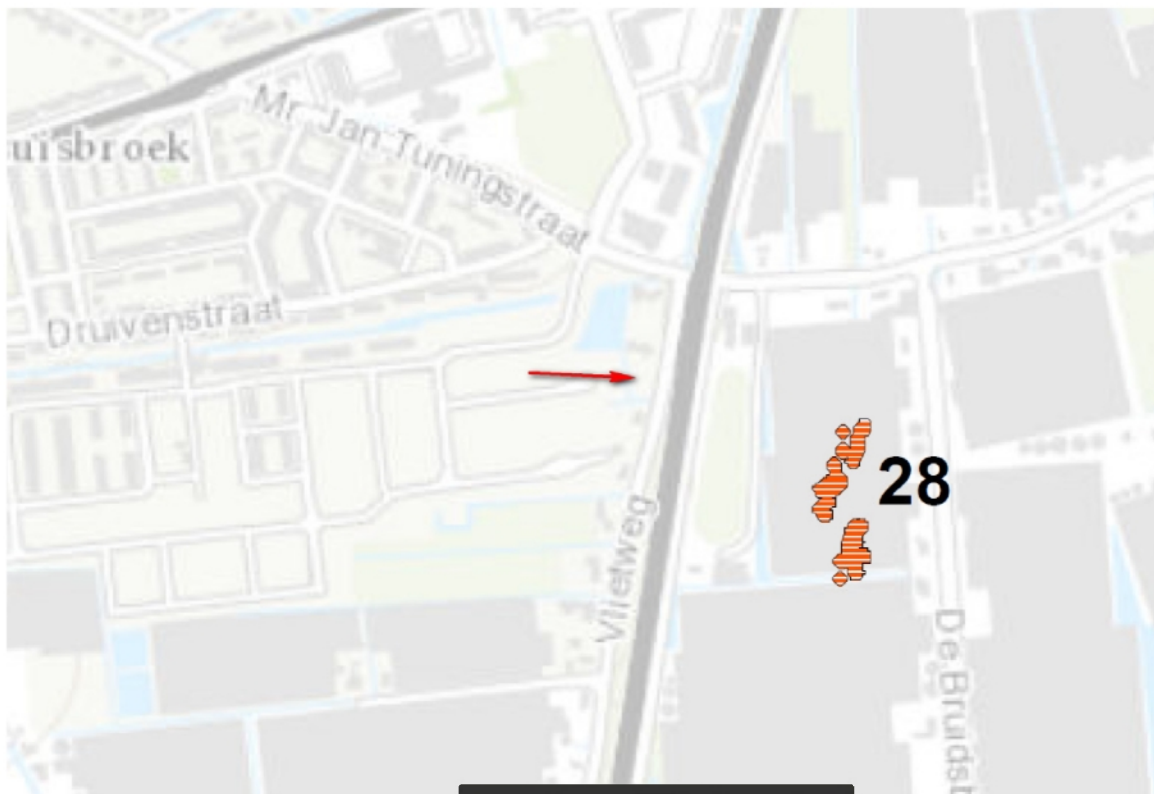 uisbroek
Mr. Jan Tuningstraat
Druivenstraat
28
Vlietweg
De Bruidst